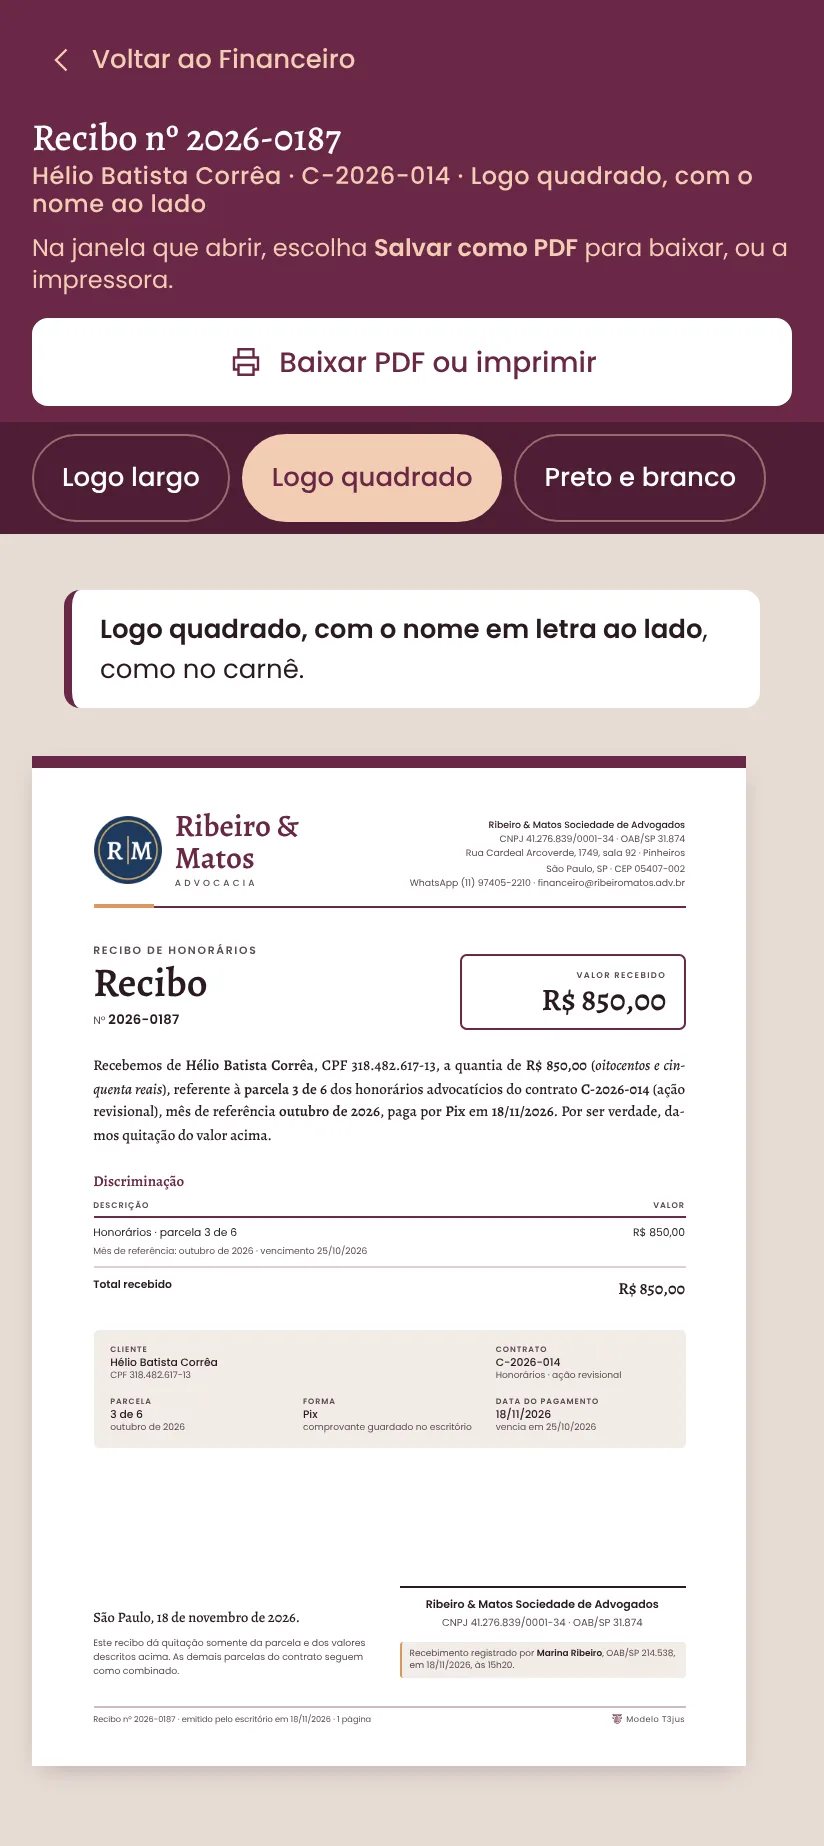 Voltar ao Financeiro
Recibo nº 2026-0187
Hélio Batista Corrêa · C-2026-014 · Logo quadrado, com o
nome ao lado
Na janela que abrir, escolha Salvar como PDF para baixar, ou a
impressora.
Baixar PDF ou imprimir
Logo largo
Logo quadrado
Preto e branco
Logo quadrado, com o nome em letra ao lado,
como no carnê.
R|M
Ribeiro &
Matos
ADVOCACIA
Ribeiro & Matos Sociedade de Advogados
CNPJ 41.276.839/0001-34 · OAB/SP 31.874
Rua Cardeal Arcoverde, 1749, sala 92 · Pinheiros
São Paulo, SP · CEP 05407-002
WhatsApp (11) 97405-2210 · financeiro@ribeiromatos.adv.br
RECIBO DE HONORÁRIOS
Recibo
Nº 2026-0187
VALOR RECEBIDO
R$ 850,00
Recebemos de Hélio Batista Corrêa, CPF 318.482.617-13, a quantia de R$ 850,00 (oitocentos e cin-
quenta reais), referente à parcela 3 de 6 dos honorários advocatícios do contrato C-2026-014 (ação
revisional), mês de referência outubro de 2026, paga por Pix em 18/11/2026. Por ser verdade, da-
mos quitação do valor acima.
Discriminação
DESCRIÇÃO VALOR
Honorários · parcela 3 de 6 R$ 850,00
Mês de referência: outubro de 2026 · vencimento 25/10/2026
Total recebido R$ 850,00
CLIENTE CONTRATO
Hélio Batista Corrêa C-2026-014
CPF 318.482.617-13 Honorários · ação revisional
PARCELA FORMA DATA DO PAGAMENTO
3 de 6 Pix 18/11/2026
outubro de 2026 comprovante guardado no escritório vencia em 25/10/2026
São Paulo, 18 de novembro de 2026.
Este recibo dá quitação somente da parcela e dos valores
descritos acima. As demais parcelas do contrato seguem
como combinado.
Ribeiro & Matos Sociedade de Advogados
CNPJ 41.276.839/0001-34 · OAB/SP 31.874
Recebimento registrado por Marina Ribeiro, OAB/SP 214.538,
em 18/11/2026, às 15h20.
Recibo nº 2026-0187 · emitido pelo escritório em 18/11/2026 · 1 página
Modelo T3jus